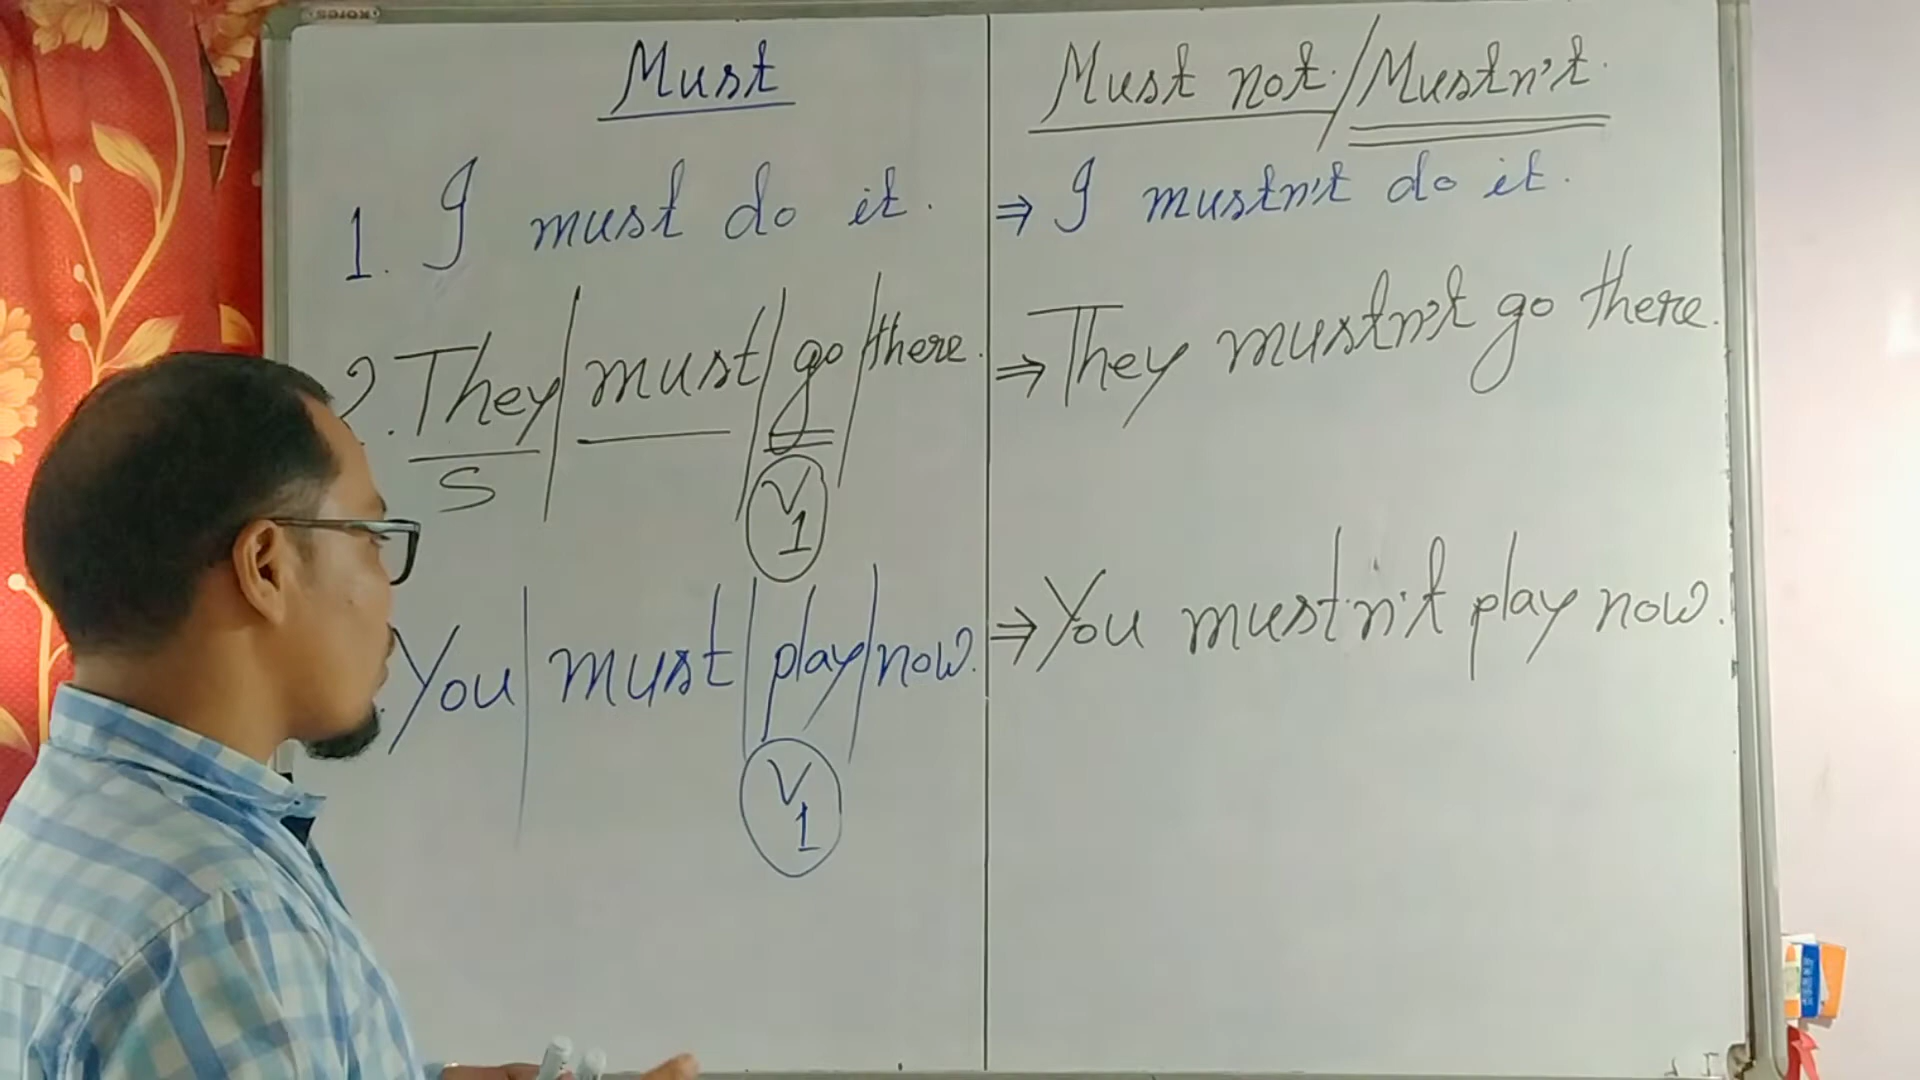 Must
Must not / Mustn't.
1. I must do it.
⇒ I mustn't do it.
2. They / must / go / there.
⇒ They mustn't go there.
S
V1
You / must / play / now.
⇒ You mustn't play now.
V1